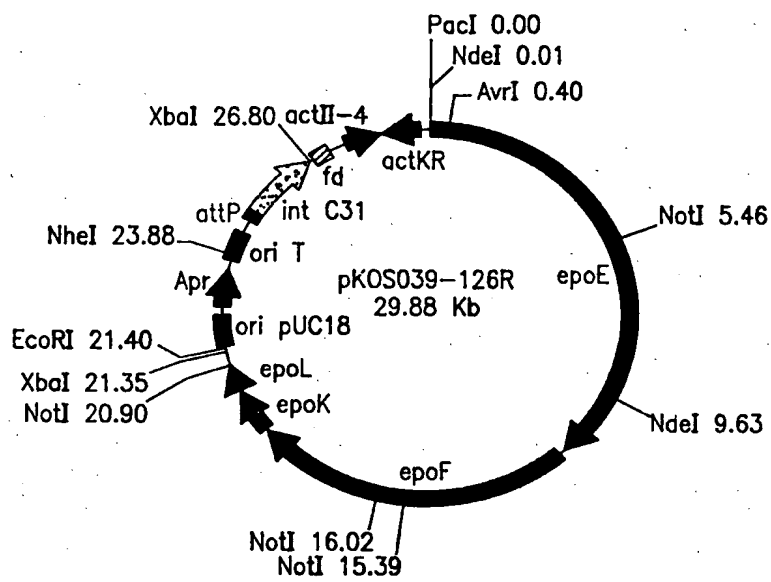 PacI 0.00
NdeI 0.01
AvrI 0.40
XbaI 26.80
actII-4
actKR
fd
attP
int C31
NheI 23.88
ori T
NotI 5.46
Apr
pKOS039-126R
29.88 Kb
epoE
ori pUC18
EcoRI 21.40
XbaI 21.35
NotI 20.90
epoL
epoK
NdeI 9.63
epoF
NotI 16.02
NotI 15.39